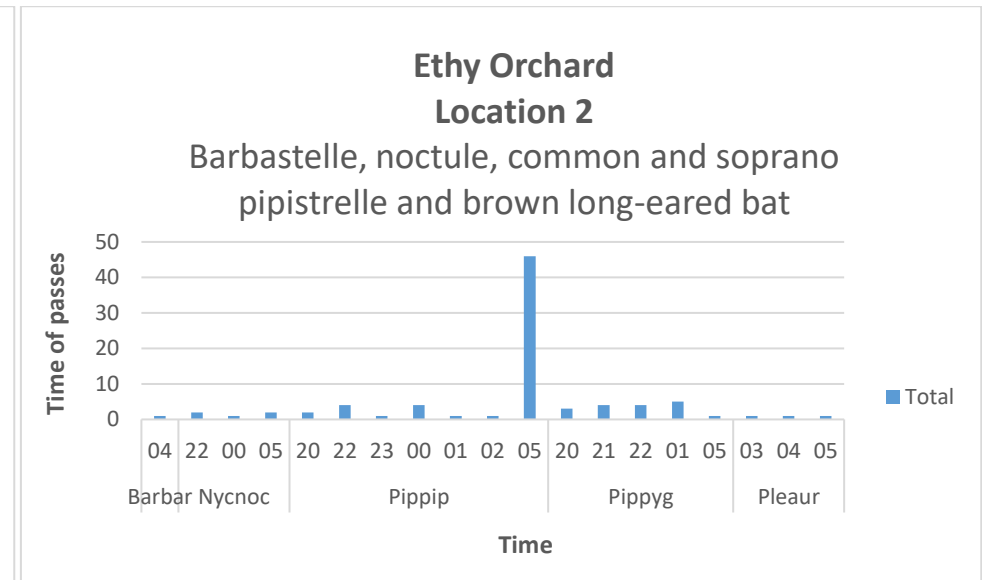 Ethy Orchard
Location 2
Barbastelle, noctule, common and soprano
pipistrelle and brown long-eared bat
Time of passes
50
40
30
20
10
0
Total
04 22 00 05 20 22 23 00 01 02 05 20 21 22 01 05 03 04 05
Barbar Nycnoc Pippip Pippyg Pleaur
Time